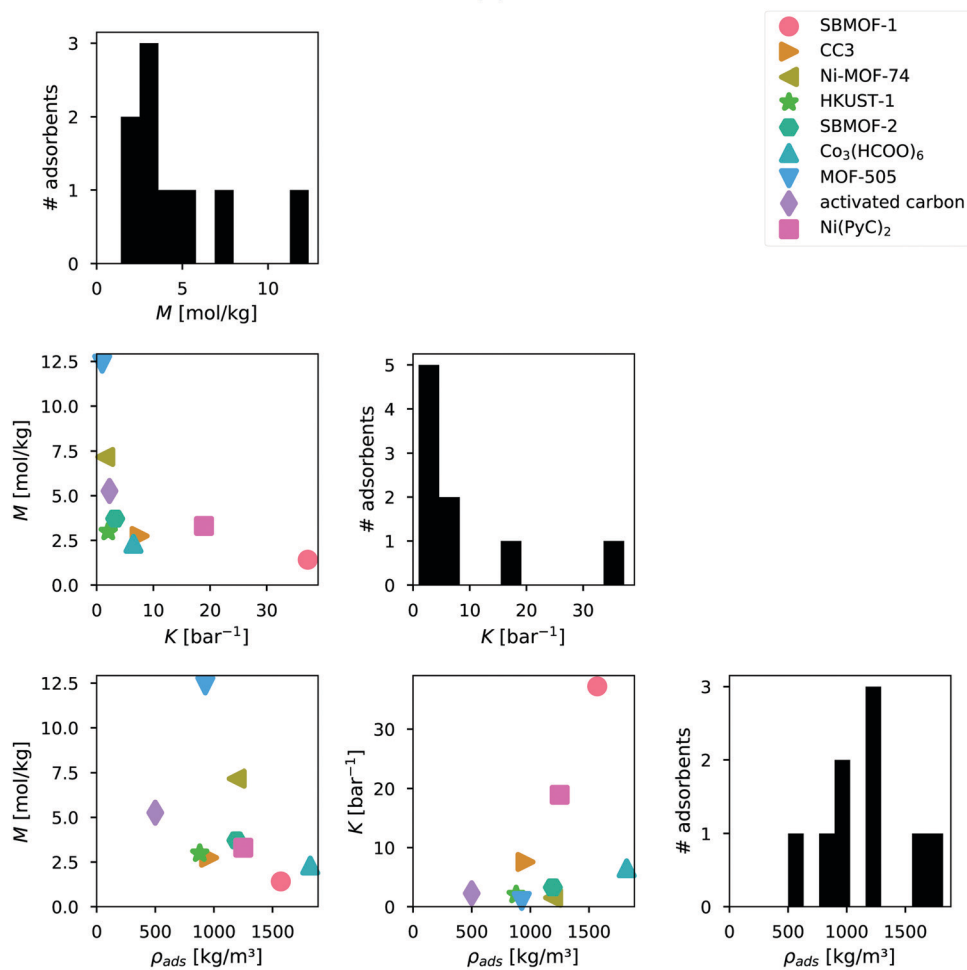 SBMOF-1
CC3
Ni-MOF-74
HKUST-1
SBMOF-2
Co₃(HCOO)₆
MOF-505
activated carbon
Ni(PyC)₂
# adsorbents
3
2
1
0
0 5 10
M [mol/kg]
M [mol/kg]
12.5
10.0
7.5
5.0
2.5
0.0
0 10 20 30
K [bar⁻¹]
# adsorbents
5
4
3
2
1
0
0 10 20 30
K [bar⁻¹]
M [mol/kg]
12.5
10.0
7.5
5.0
2.5
0.0
500 1000 1500
ρads [kg/m³]
K [bar⁻¹]
30
20
10
0
500 1000 1500
ρads [kg/m³]
# adsorbents
3
2
1
0
500 1000 1500
ρads [kg/m³]